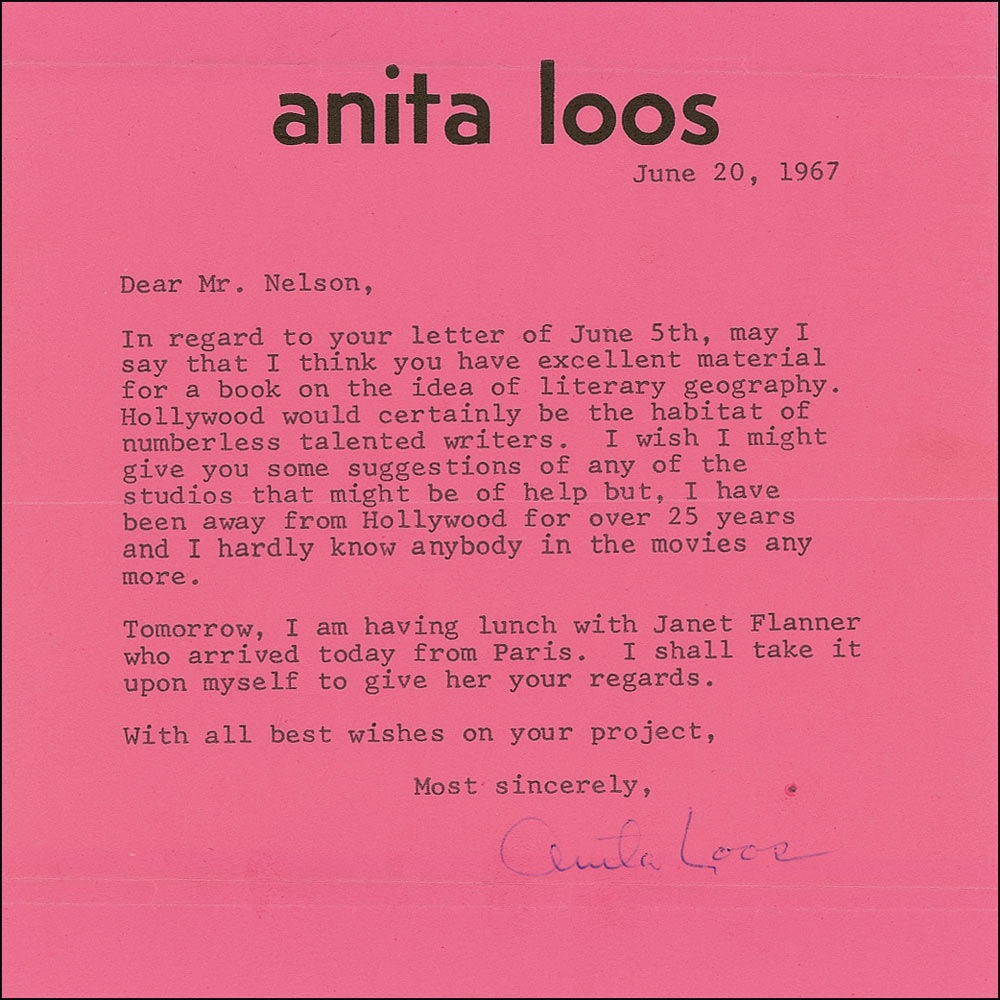 anita loos
June 20, 1967
Dear Mr. Nelson,
In regard to your letter of June 5th, may I
say that I think you have excellent material
for a book on the idea of literary geography.
Hollywood would certainly be the habitat of
numberless talented writers.  I wish I might
give you some suggestions of any of the
studios that might be of help but, I have
been away from Hollywood for over 25 years
and I hardly know anybody in the movies any
more.
Tomorrow, I am having lunch with Janet Flanner
who arrived today from Paris.  I shall take it
upon myself to give her your regards.
With all best wishes on your project,
Most sincerely,
Anita Loos